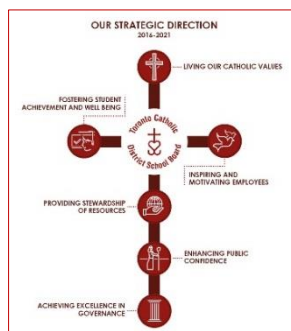 OUR STRATEGIC DIRECTION
2016-2021
LIVING OUR CATHOLIC VALUES
FOSTERING STUDENT
ACHIEVEMENT AND WELL BEING
Toronto Catholic
District School Board
INSPIRING AND
MOTIVATING EMPLOYEES
PROVIDING STEWARDSHIP
OF RESOURCES
ENHANCING PUBLIC
CONFIDENCE
ACHIEVING EXCELLENCE IN
GOVERNANCE